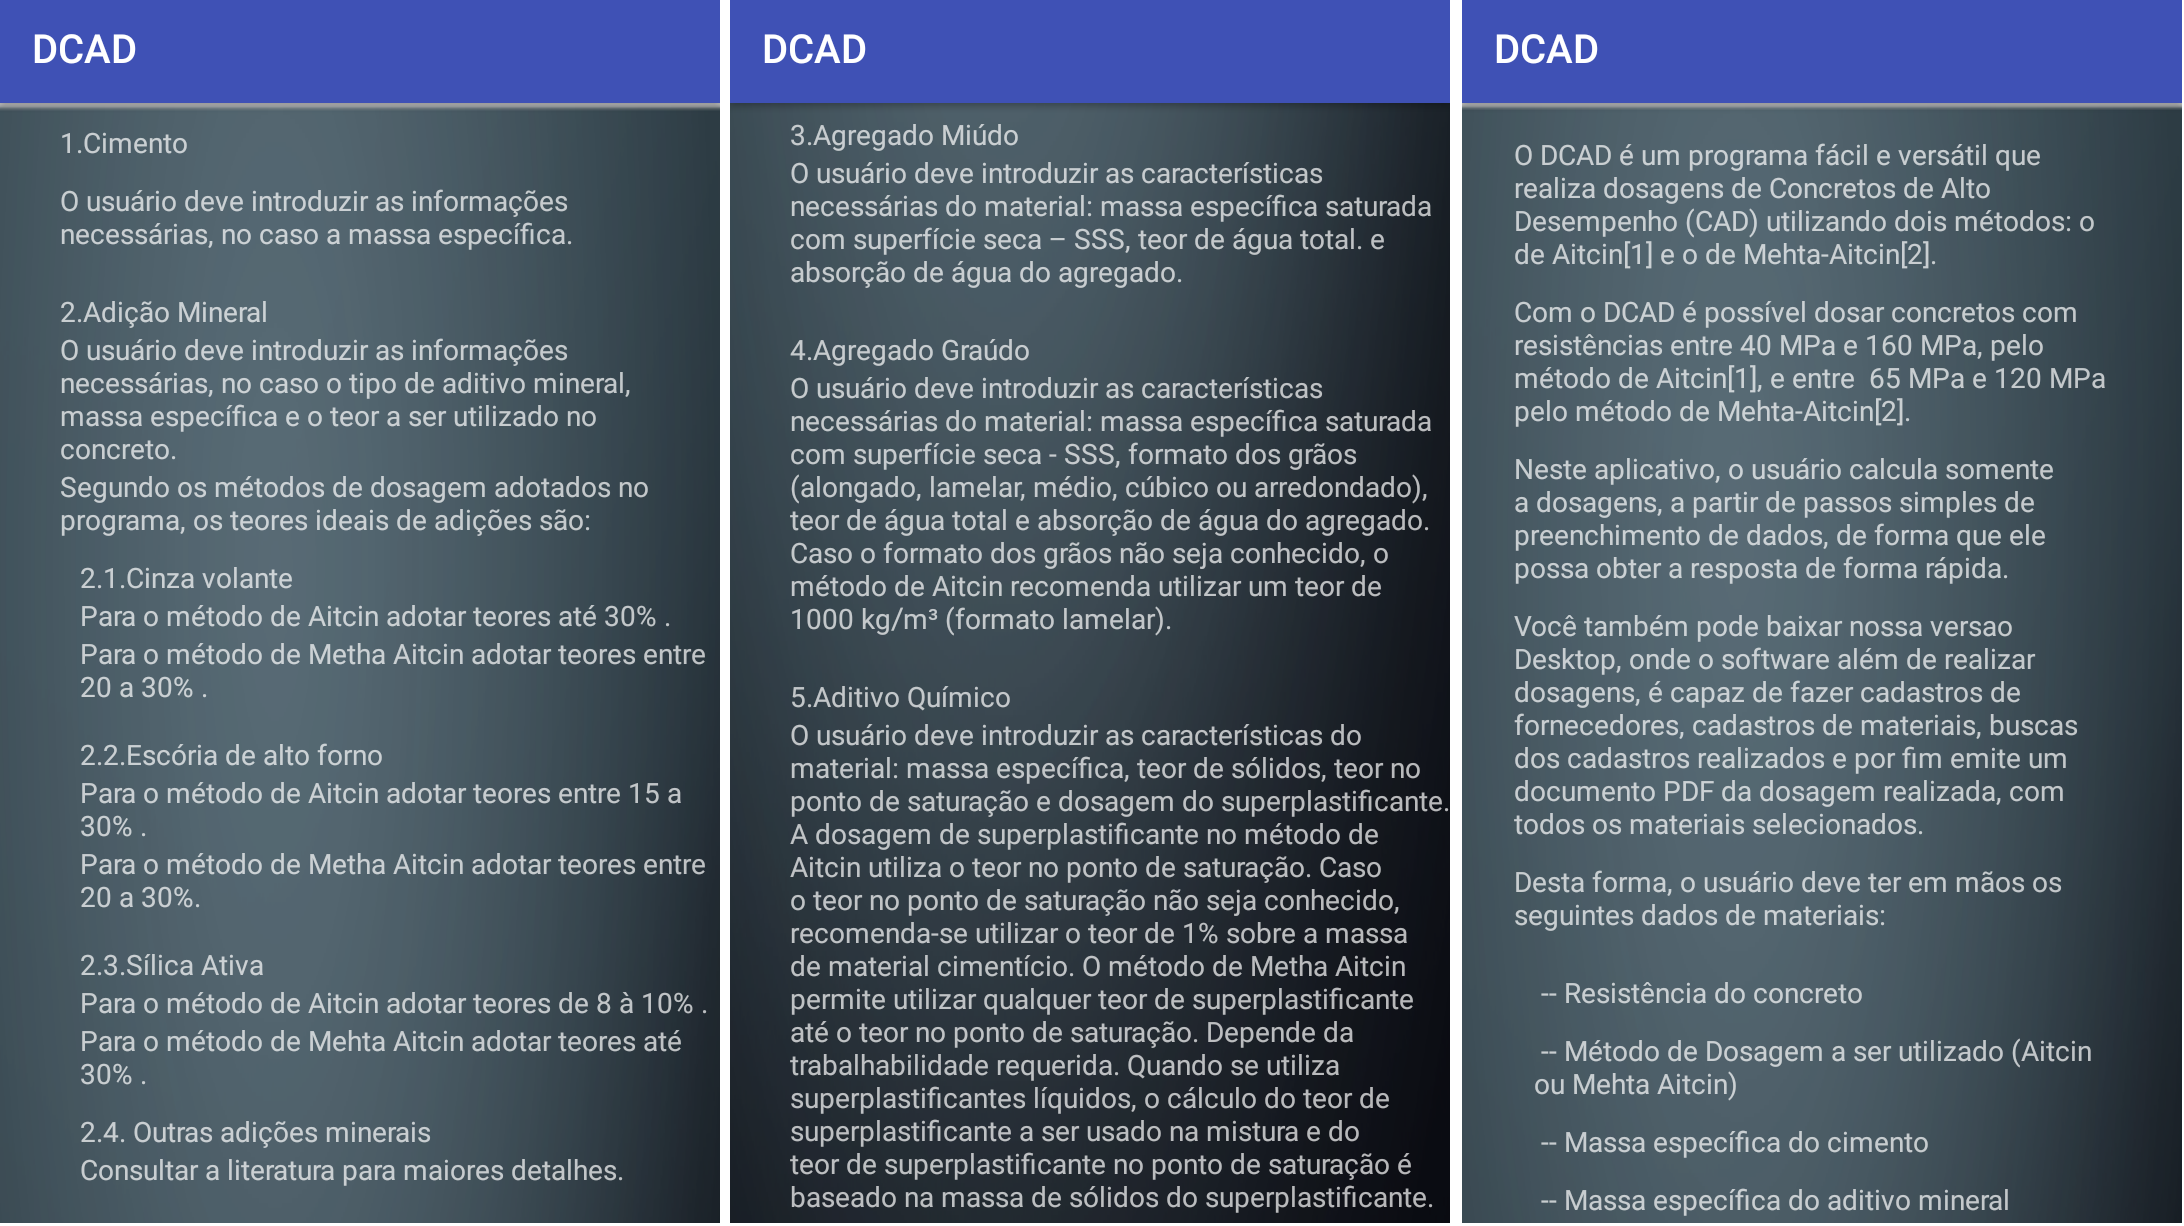 DCAD
1.Cimento
O usuário deve introduzir as informações
necessárias, no caso a massa específica.
2.Adição Mineral
O usuário deve introduzir as informações
necessárias, no caso o tipo de aditivo mineral,
massa específica e o teor a ser utilizado no
concreto.
Segundo os métodos de dosagem adotados no
programa, os teores ideais de adições são:
2.1.Cinza volante
Para o método de Aitcin adotar teores até 30% .
Para o método de Metha Aitcin adotar teores entre
20 a 30% .
2.2.Escória de alto forno
Para o método de Aitcin adotar teores entre 15 a
30% .
Para o método de Metha Aitcin adotar teores entre
20 a 30%.
2.3.Sílica Ativa
Para o método de Aitcin adotar teores de 8 à 10% .
Para o método de Mehta Aitcin adotar teores até
30% .
2.4. Outras adições minerais
Consultar a literatura para maiores detalhes.
DCAD
3.Agregado Miúdo
O usuário deve introduzir as características
necessárias do material: massa específica saturada
com superfície seca – SSS, teor de água total. e
absorção de água do agregado.
4.Agregado Graúdo
O usuário deve introduzir as características
necessárias do material: massa específica saturada
com superfície seca - SSS, formato dos grãos
(alongado, lamelar, médio, cúbico ou arredondado),
teor de água total e absorção de água do agregado.
Caso o formato dos grãos não seja conhecido, o
método de Aitcin recomenda utilizar um teor de
1000 kg/m³ (formato lamelar).
5.Aditivo Químico
O usuário deve introduzir as características do
material: massa específica, teor de sólidos, teor no
ponto de saturação e dosagem do superplastificante.
A dosagem de superplastificante no método de
Aitcin utiliza o teor no ponto de saturação. Caso
o teor no ponto de saturação não seja conhecido,
recomenda-se utilizar o teor de 1% sobre a massa
de material cimentício. O método de Metha Aitcin
permite utilizar qualquer teor de superplastificante
até o teor no ponto de saturação. Depende da
trabalhabilidade requerida. Quando se utiliza
superplastificantes líquidos, o cálculo do teor de
superplastificante a ser usado na mistura e do
teor de superplastificante no ponto de saturação é
baseado na massa de sólidos do superplastificante.
DCAD
O DCAD é um programa fácil e versátil que
realiza dosagens de Concretos de Alto
Desempenho (CAD) utilizando dois métodos: o
de Aitcin[1] e o de Mehta-Aitcin[2].
Com o DCAD é possível dosar concretos com
resistências entre 40 MPa e 160 MPa, pelo
método de Aitcin[1], e entre  65 MPa e 120 MPa
pelo método de Mehta-Aitcin[2].
Neste aplicativo, o usuário calcula somente
a dosagens, a partir de passos simples de
preenchimento de dados, de forma que ele
possa obter a resposta de forma rápida.
Você também pode baixar nossa versao
Desktop, onde o software além de realizar
dosagens, é capaz de fazer cadastros de
fornecedores, cadastros de materiais, buscas
dos cadastros realizados e por fim emite um
documento PDF da dosagem realizada, com
todos os materiais selecionados.
Desta forma, o usuário deve ter em mãos os
seguintes dados de materiais:
-- Resistência do concreto
-- Método de Dosagem a ser utilizado (Aitcin
ou Mehta Aitcin)
-- Massa específica do cimento
-- Massa específica do aditivo mineral